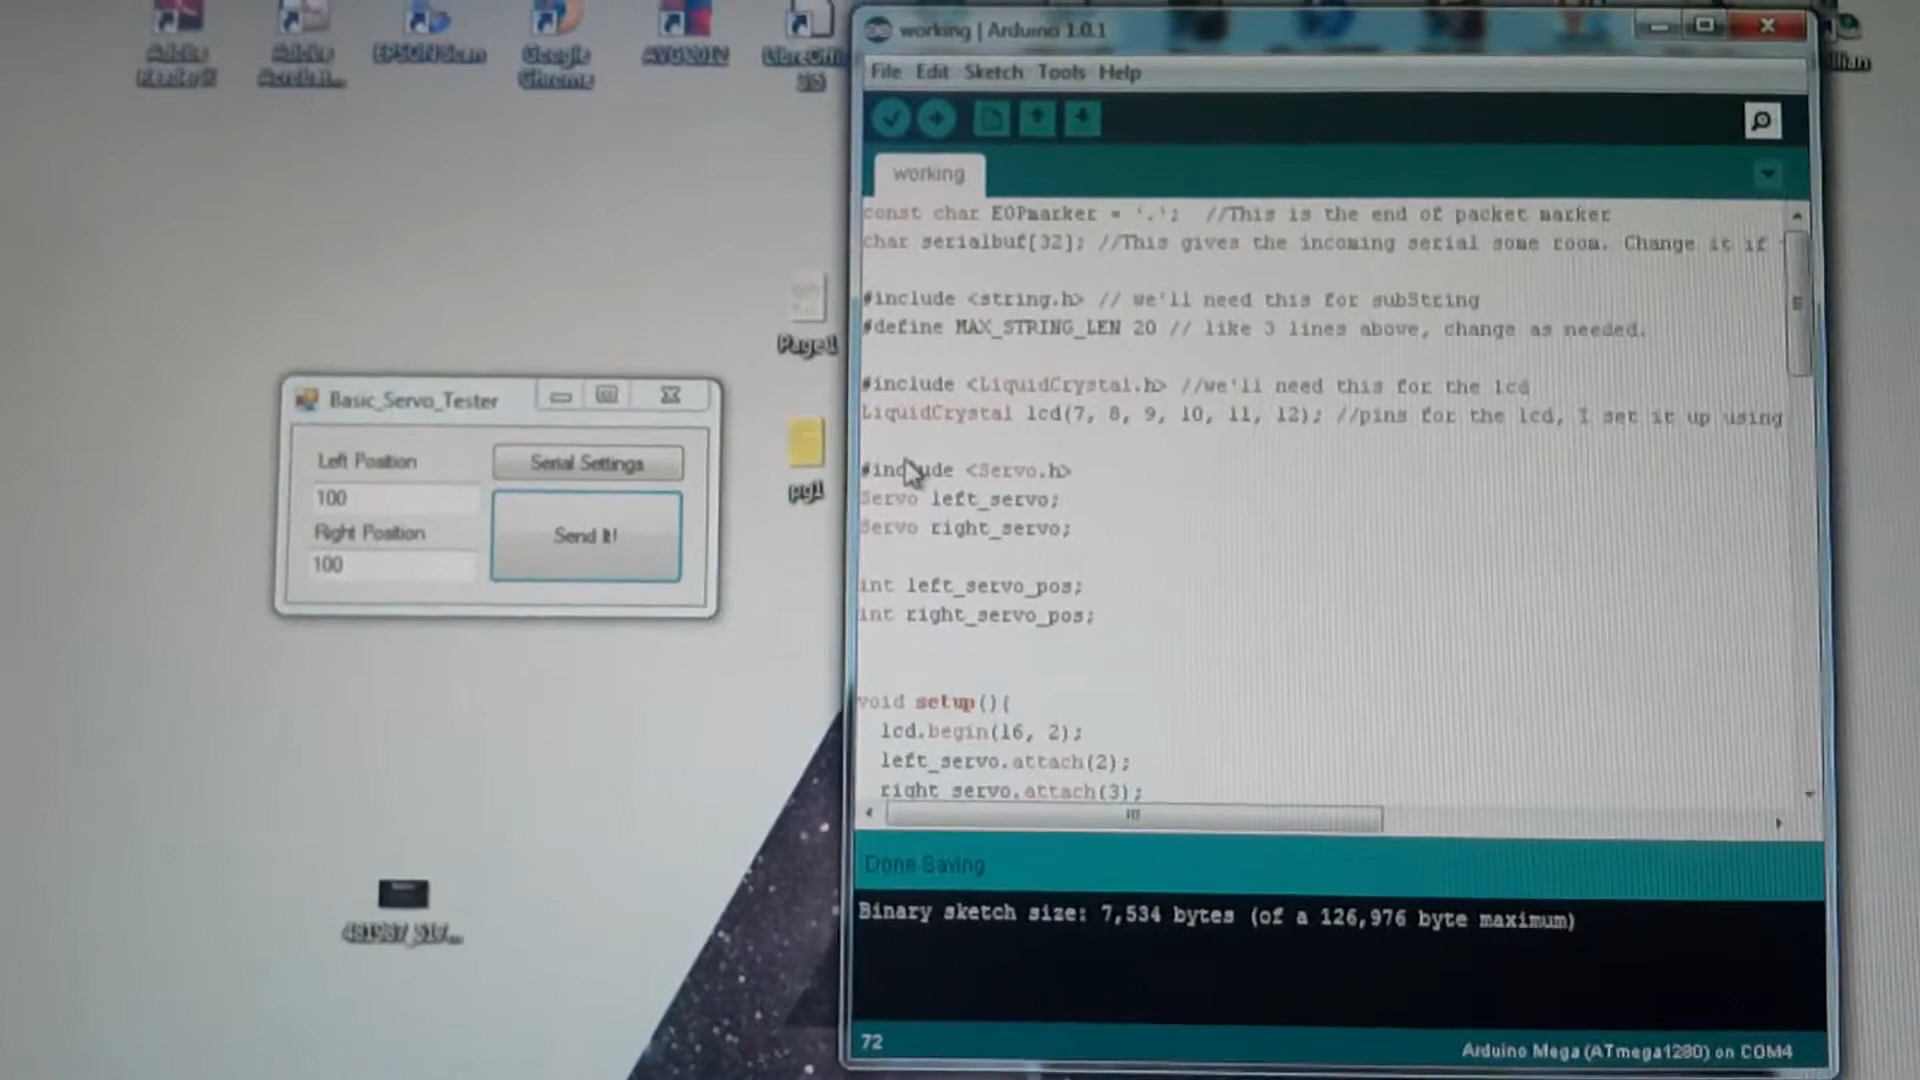 Adobe
Reader 9
Adobe
Acrobat...
EPSON Scan
Google
Chrome
AVG 2012
working | Arduino 1.0.1
File Edit Sketch Tools Help
working
const char EOPmarker = '.'; //This is the end of packet marker
char serialbuf[32]; //This gives the incoming serial some room. Change it if
#include <string.h> // we'll need this for subString
#define MAX_STRING_LEN 20 // like 3 lines above, change as needed.
#include <LiquidCrystal.h> //we'll need this for the lcd
LiquidCrystal lcd(7, 8, 9, 10, 11, 12); //pins for the lcd, I set it up using
#include <Servo.h>
Servo left_servo;
Servo right_servo;
int left_servo_pos;
int right_servo_pos;
void setup(){
lcd.begin(16, 2);
left_servo.attach(2);
right_servo.attach(3);
Done Saving
Binary sketch size: 7,534 bytes (of a 126,976 byte maximum)
72
Arduino Mega (ATmega1280) on COM4
Page1
pg1
Basic_Servo_Tester
Left Position
100
Right Position
100
Serial Settings
Send It!